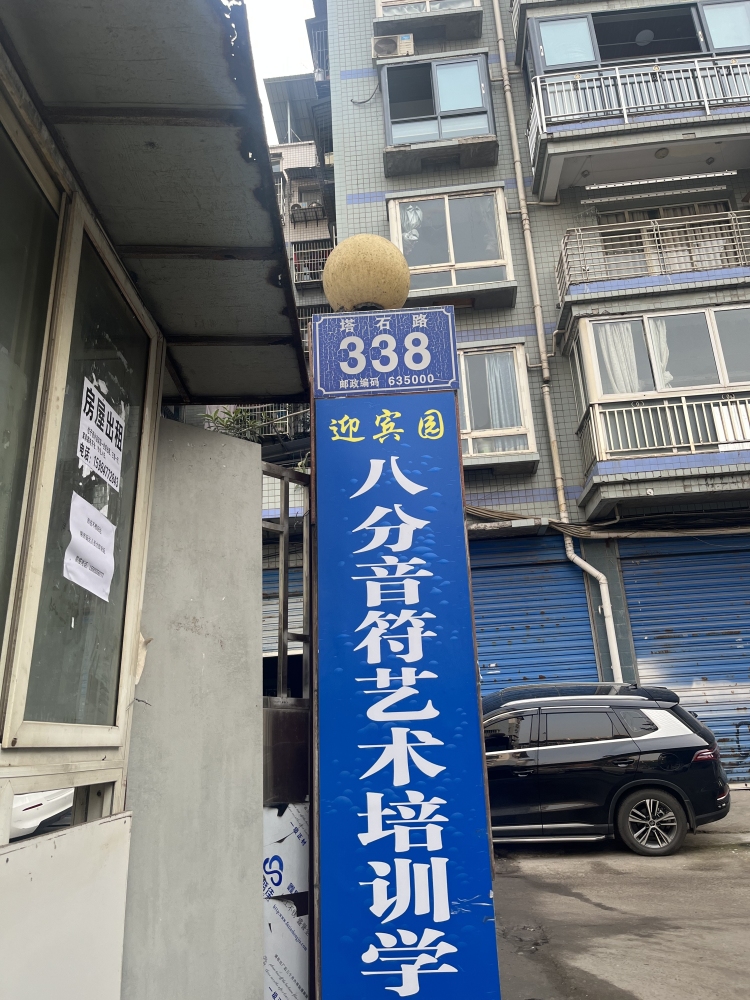 塔石路
338
邮政编码 635000
迎宾园
八分音符艺术培训学
房屋出租